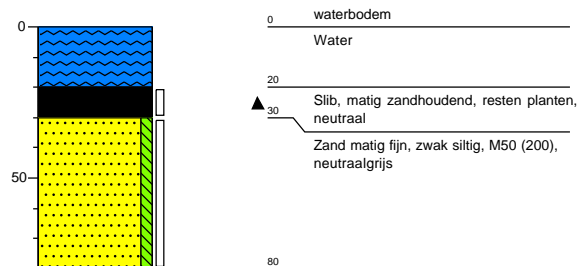 0
50
0
waterbodem
Water
20
Slib, matig zandhoudend, resten planten,
neutraal
30
Zand matig fijn, zwak siltig, M50 (200),
neutraalgrijs
80